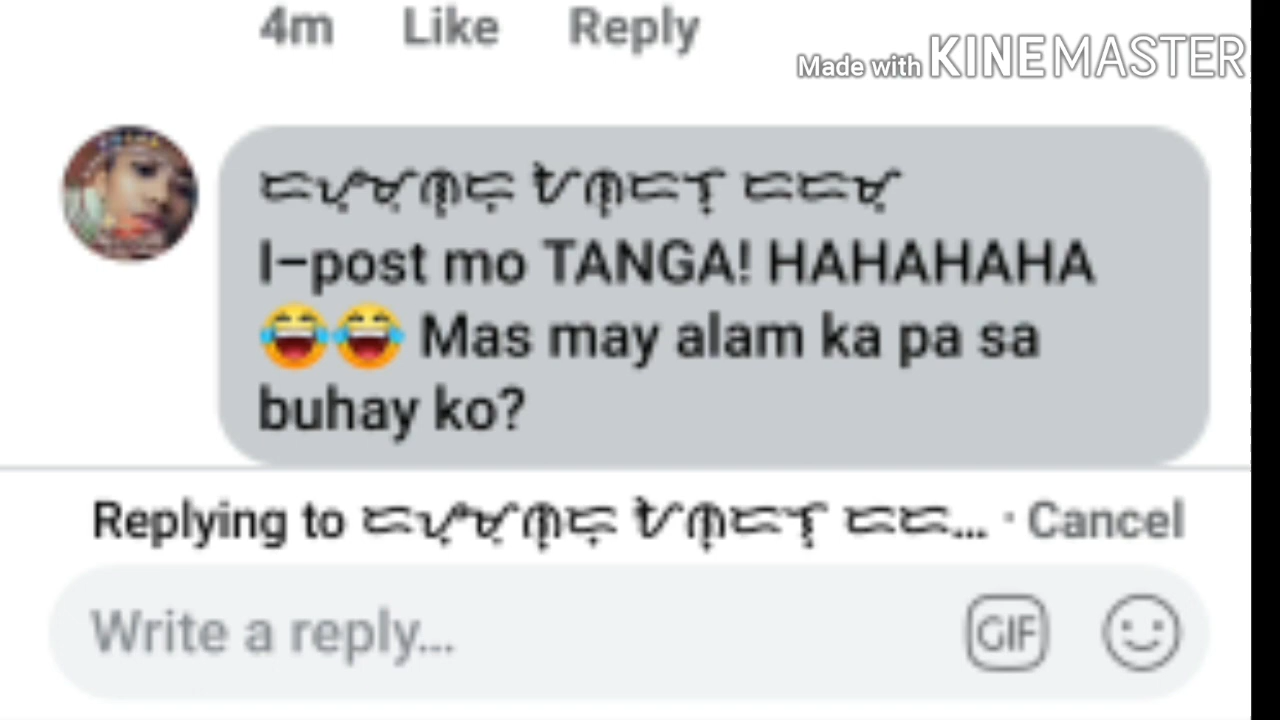 4m Like Reply
Made with KINEMASTER
I-post mo TANGA! HAHAHAHA
😂😂 Mas may alam ka pa sa
buhay ko?
Replying to ... · Cancel
Write a reply... GIF